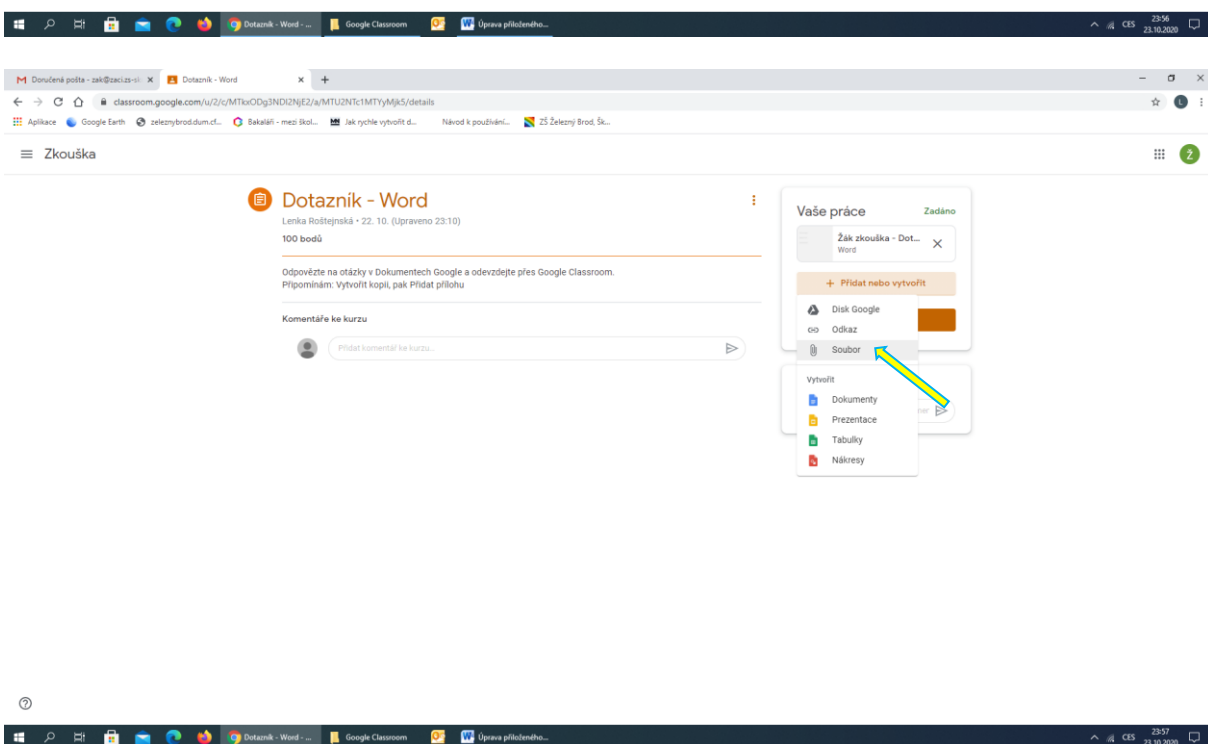 Dotazník - Word - ...
Google Classroom
Úprava přiloženého...
CES
23:56
23.10.2020
Doručená pošta - zak@zaci.zs-sk
Dotazník - Word
classroom.google.com/u/2/c/MTkxODg3NDI2NjE2/a/MTU2NTc1MTYyMjk5/details
Aplikace
Google Earth
zeleznybrod.dum.cf...
Bakaláři - mezi škol...
Jak rychle vytvořit d...
Návod k používání...
ZŠ Železný Brod, Šk...
Zkouška
Ž
Dotazník - Word
Lenka Roštejnská • 22. 10. (Upraveno 23:10)
100 bodů
Odpovězte na otázky v Dokumentech Google a odevzdejte přes Google Classroom.
Připomínám: Vytvořit kopii, pak Přidat přílohu
Komentáře ke kurzu
Přidat komentář ke kurzu...
Vaše práce
Zadáno
Žák zkouška - Dot...
Word
+ Přidat nebo vytvořit
Disk Google
Odkaz
Soubor
Vytvořit
Dokumenty
Prezentace
Tabulky
Nákresy
Dotazník - Word - ...
Google Classroom
Úprava přiloženého...
CES
23:57
23.10.2020